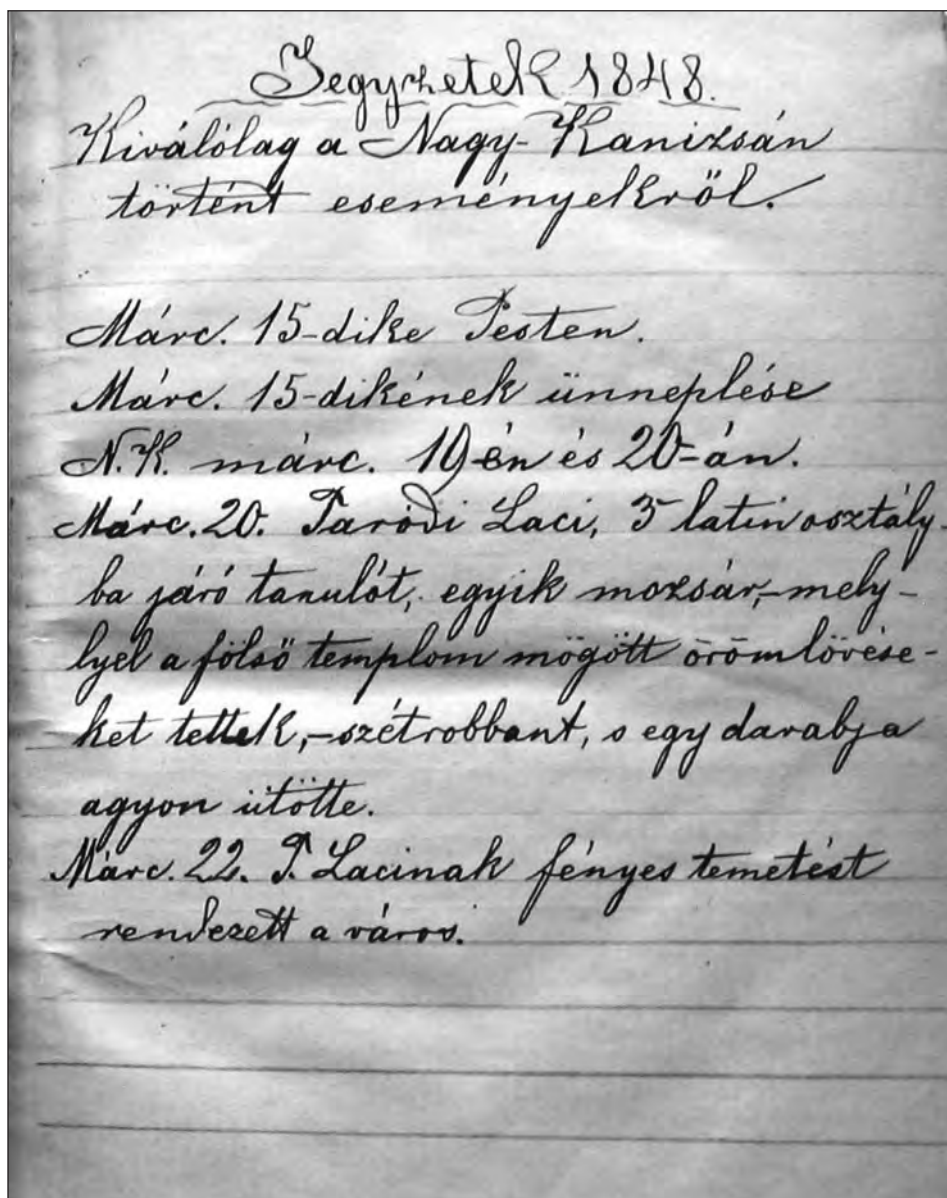 Jegyzetek 1848.
Kiválólag a Nagy-Kanizsán
történt eseményekről.
Márc. 15-dike Pesten.
Márc. 15-dikének ünneplése
N.K. márc. 19-én és 20-án.
Márc. 20. Parödi Laci, 3 latin osztály-
ba járó tanulót, egyik mozsár,-mely-
lyel a fölső templom mögött örömlövése-
ket tettek,-szétrobbant, s egy darabja
agyon ütötte.
Márc. 22. P. Lacinak fényes temetést
rendezett a város.